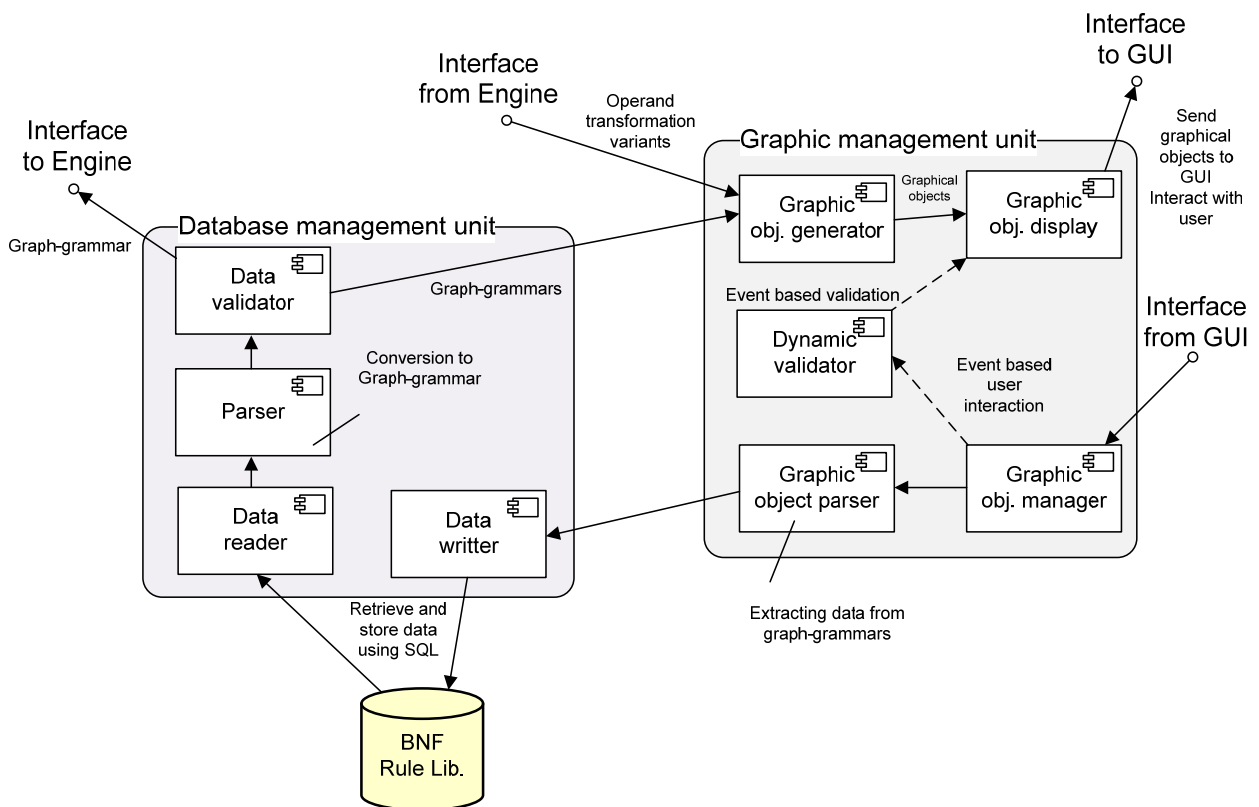 Interface
to GUI
Interface
from Engine
Operand
transformation
variants
Send
graphical
objects to
GUI
Interact with
user
Interface
to Engine
Graph-grammar
Database management unit
Data
validator
Graph-grammars
Conversion to
Graph-grammar
Parser
Data
reader
Data
writter
Retrieve and
store data
using SQL
BNF
Rule Lib.
Graphic management unit
Graphic
obj. generator
Graphical
objects
Graphic
obj. display
Event based validation
Dynamic
validator
Event based
user
interaction
Interface
from GUI
Graphic
object parser
Graphic
obj. manager
Extracting data from
graph-grammars